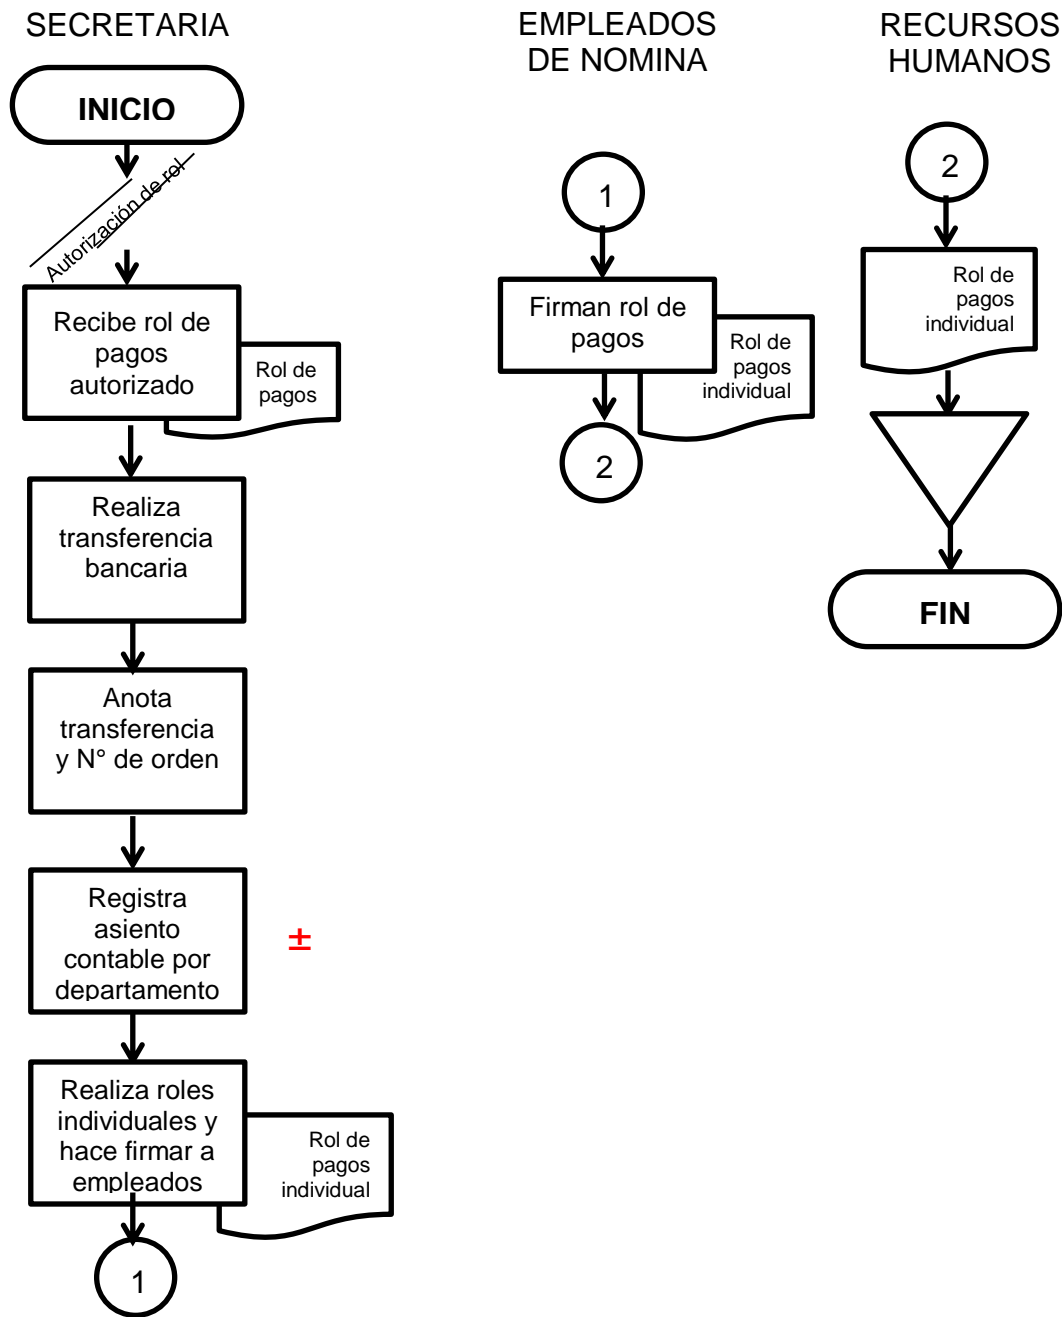 SECRETARIA
INICIO
Autorización de rol
Recibe rol de
pagos
autorizado
Rol de
pagos
Realiza
transferencia
bancaria
Anota
transferencia
y N° de orden
Registra
asiento
contable por
departamento
±
Realiza roles
individuales y
hace firmar a
empleados
Rol de
pagos
individual
1
EMPLEADOS
DE NOMINA
1
Firman rol de
pagos
Rol de
pagos
individual
2
RECURSOS
HUMANOS
2
Rol de
pagos
individual
FIN